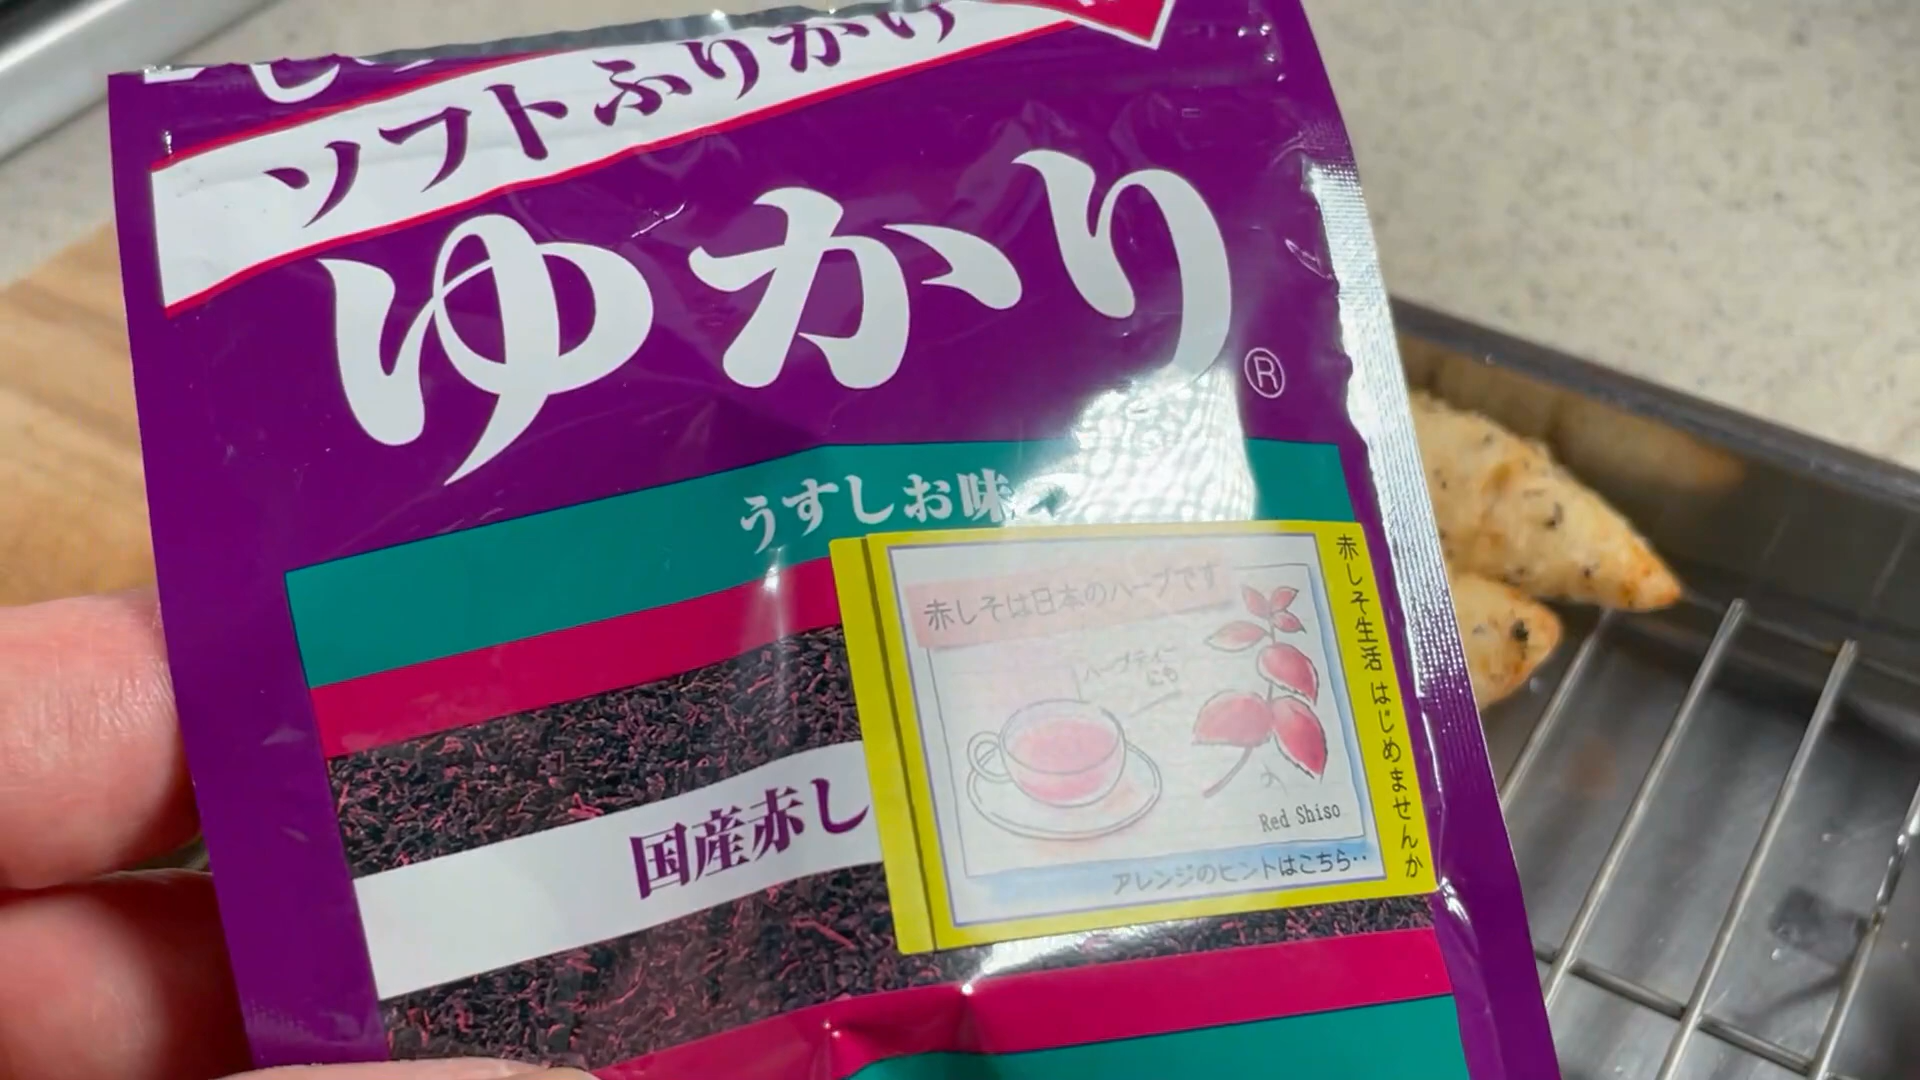 ソフトふりかけ
ゆかり
®
うすしお味
国産赤し
赤しそは日本のハーブです
ハーブティー
にも
Red Shiso
アレンジのヒントはこちら‥
赤しそ生活 はじめませんか